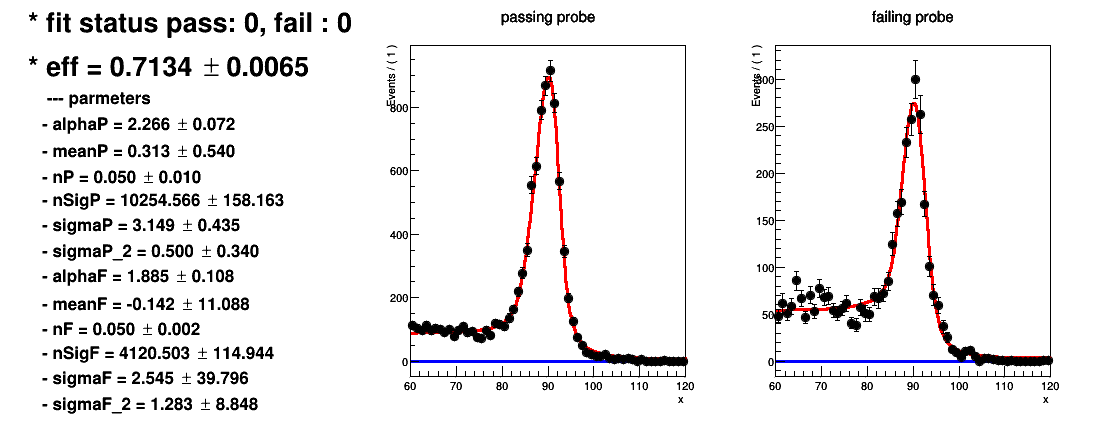 * fit status pass: 0, fail : 0
* eff = 0.7134 ± 0.0065
--- parmeters
- alphaP = 2.266 ± 0.072
- meanP = 0.313 ± 0.540
- nP = 0.050 ± 0.010
- nSigP = 10254.566 ± 158.163
- sigmaP = 3.149 ± 0.435
- sigmaP_2 = 0.500 ± 0.340
- alphaF = 1.885 ± 0.108
- meanF = -0.142 ± 11.088
- nF = 0.050 ± 0.002
- nSigF = 4120.503 ± 114.944
- sigmaF = 2.545 ± 39.796
- sigmaF_2 = 1.283 ± 8.848
passing probe
Events / ( 1 )
800
600
400
200
0
60 70 80 90 100 110 120
x
failing probe
Events / ( 1 )
300
250
200
150
100
50
0
60 70 80 90 100 110 120
x